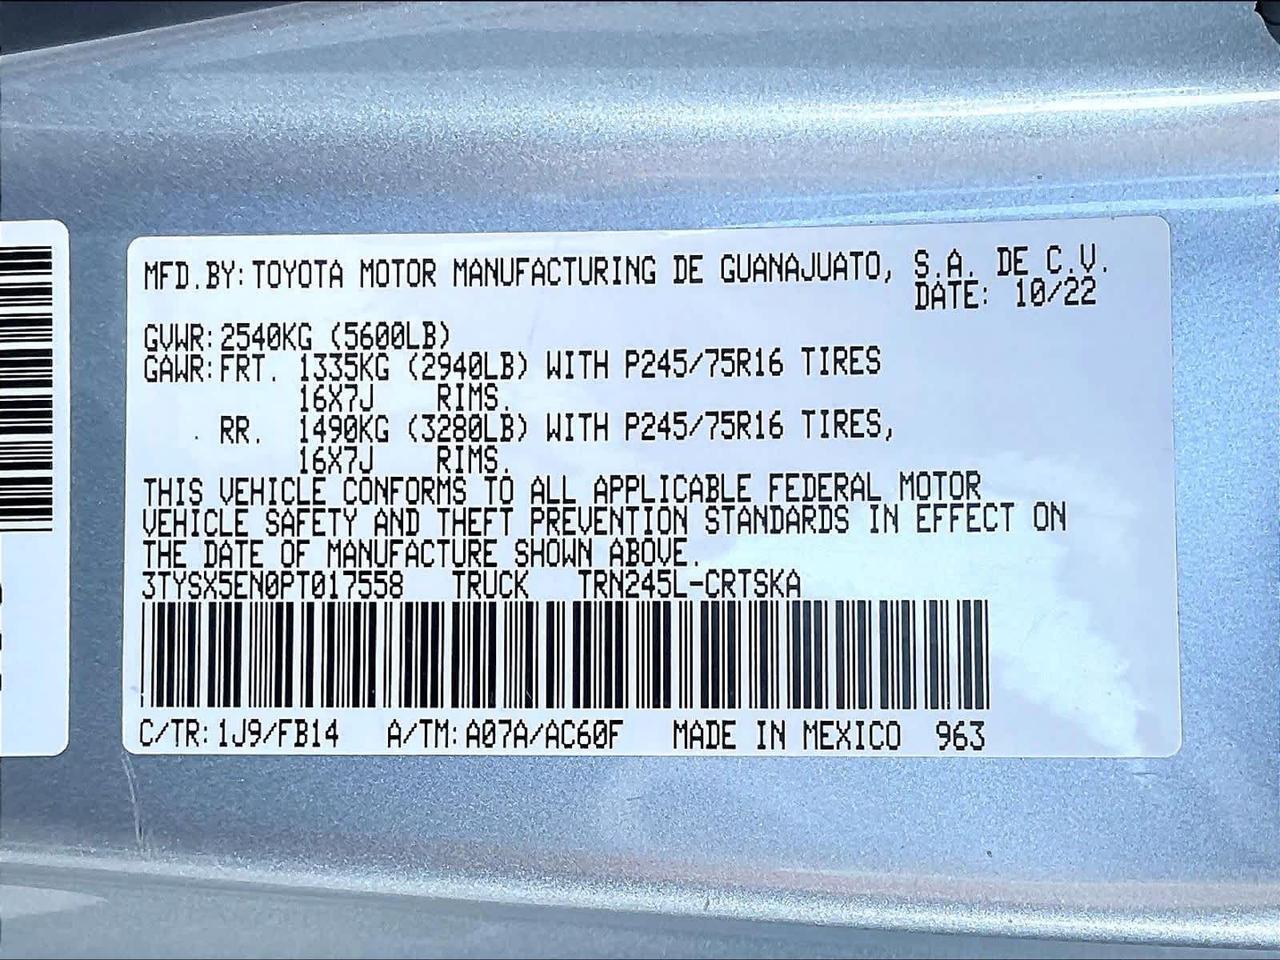 MFD.BY: TOYOTA MOTOR MANUFACTURING DE GUANAJUATO, S.A. DE C.V.
DATE: 10/22
GVWR: 2540KG (5600LB)
GAWR: FRT. 1335KG (2940LB) WITH P245/75R16 TIRES
16X7J RIMS.
RR. 1490KG (3280LB) WITH P245/75R16 TIRES,
16X7J RIMS.
THIS VEHICLE CONFORMS TO ALL APPLICABLE FEDERAL MOTOR
VEHICLE SAFETY AND THEFT PREVENTION STANDARDS IN EFFECT ON
THE DATE OF MANUFACTURE SHOWN ABOVE.
3TYSX5EN0PT017558 TRUCK TRN245L-CRTSKA
C/TR: 1J9/FB14 A/TM: A07A/AC60F MADE IN MEXICO 963